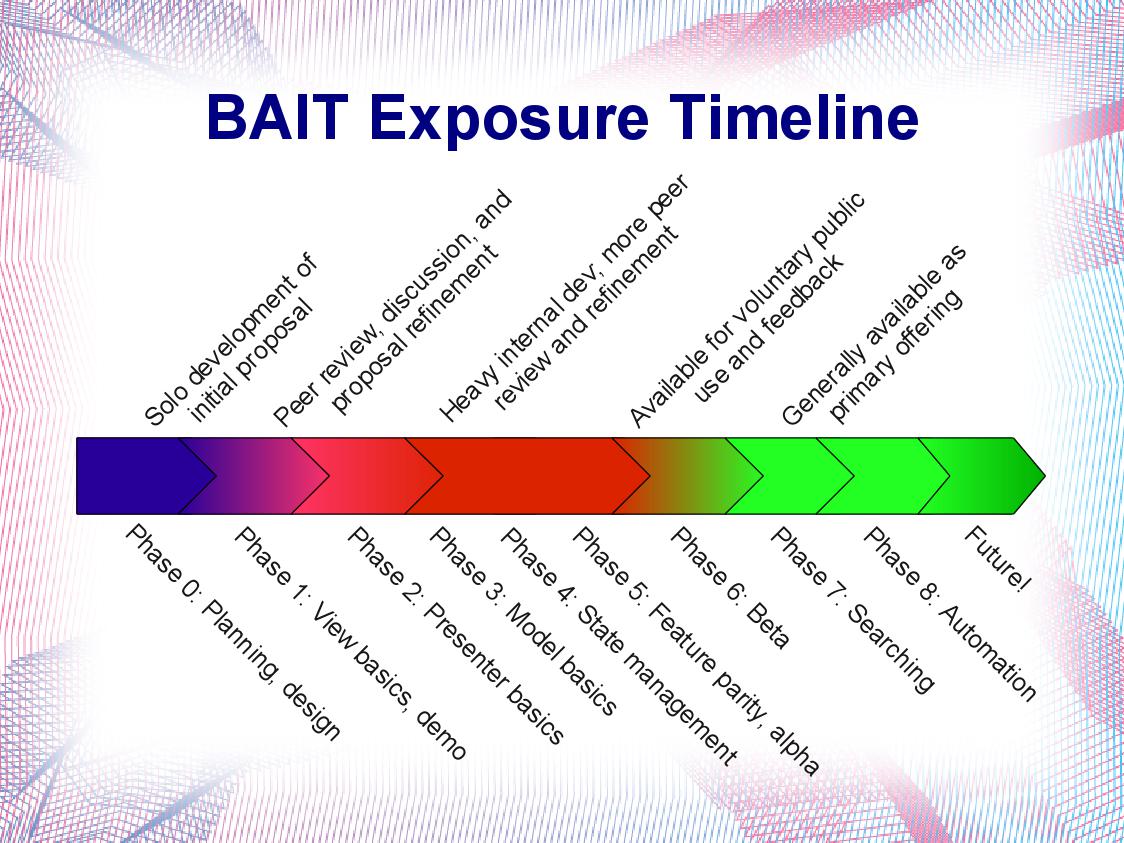 BAIT Exposure Timeline
Solo development of
initial proposal
Peer review, discussion, and
proposal refinement
Heavy internal dev, more peer
review and refinement
Available for voluntary public
use and feedback
Generally available as
primary offering
Phase 0: Planning, design
Phase 1: View basics, demo
Phase 2: Presenter basics
Phase 3: Model basics
Phase 4: State management
Phase 5: Feature parity, alpha
Phase 6: Beta
Phase 7: Searching
Phase 8: Automation
Future!